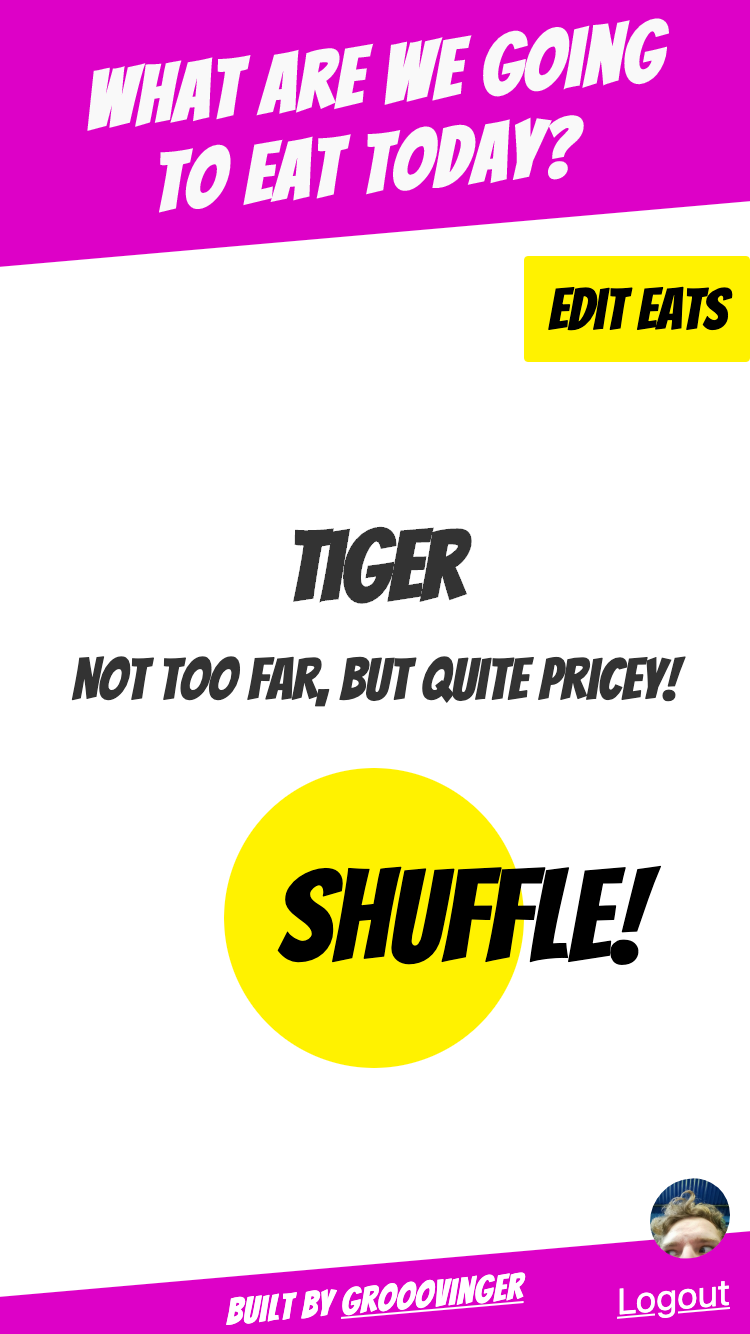 WHAT ARE WE GOING
TO EAT TODAY?
EDIT EATS
TIGER
NOT TOO FAR, BUT QUITE PRICEY!
SHUFFLE!
BUILT BY GROOOVINGER
Logout